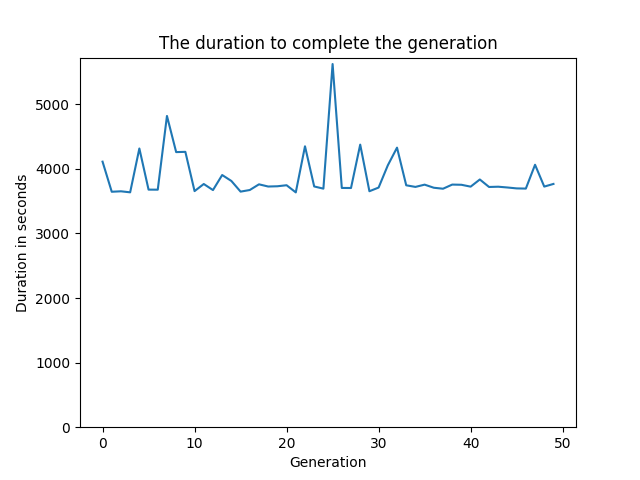 The duration to complete the generation
Duration in seconds
5000
4000
3000
2000
1000
0
0 10 20 30 40 50
Generation